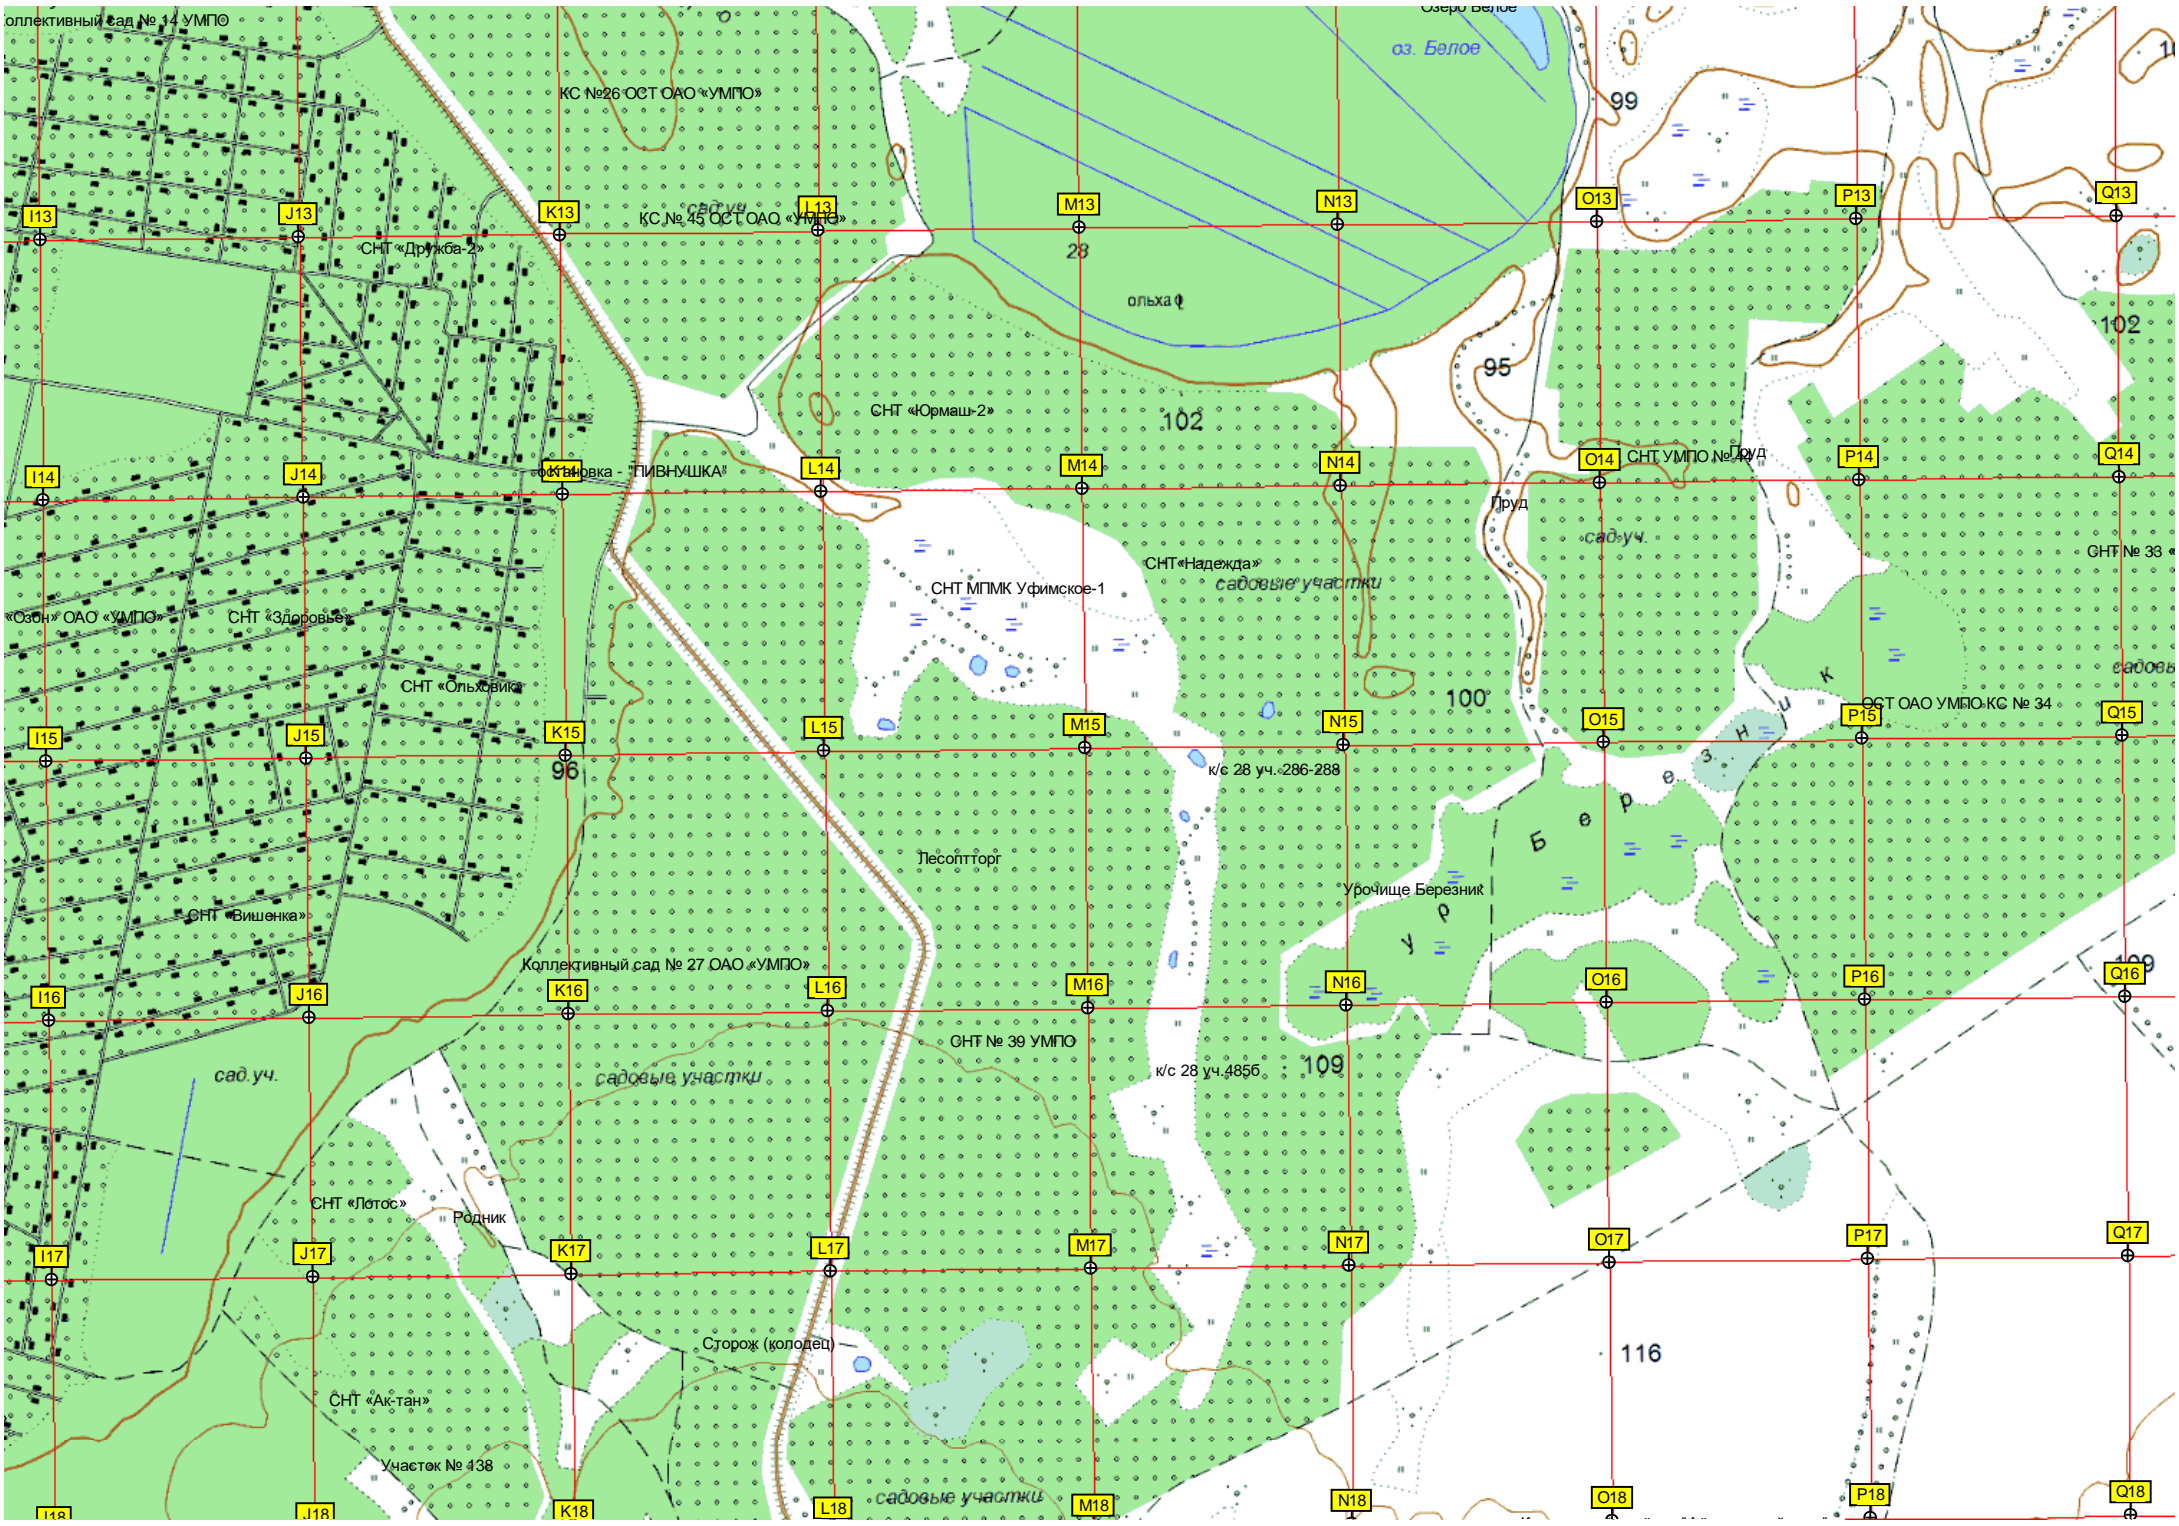 Коллективный сад № 14 УМПО
Озеро Белое
оз. Белое
КС №26 ОСТ ОАО «УМПО»
99
I13
J13
K13
L13
M13
N13
O13
P13
Q13
сад.уч.
КС № 45 ОСТ ОАО «УМПО»
СНТ «Дружба-2»
28
ольха
102
95
СНТ «Юрмаш-2»
102
I14
J14
K14
L14
M14
N14
O14
P14
Q14
остановка - "ПИВНУШКА"
СНТ УМПО №
Пруд
Пруд
сад.уч.
СНТ № 33 «
СНТ«Надежда»
садовые участки
СНТ МПМК Уфимское-1
«Озон» ОАО «УМПО»
СНТ «Здоровье»
СНТ «Ольховик»
100
садовы
ОСТ ОАО УМПО КС № 34
I15
J15
K15
L15
M15
N15
O15
P15
Q15
96
к/с 28 уч. 286-288
Лесоптторг
Урочище Березник
ур. Березник
СНТ «Вишенка»
Коллективный сад № 27 ОАО «УМПО»
109
I16
J16
K16
L16
M16
N16
O16
P16
Q16
СНТ № 39 УМПО
сад.уч.
садовые участки
к/с 28 уч.485б
109
СНТ «Лотос»
Родник
I17
J17
K17
L17
M17
N17
O17
P17
Q17
Сторож (колодец)
116
СНТ «Ак-тан»
Участок № 138
садовые участки
I18
J18
K18
L18
M18
N18
O18
P18
Q18